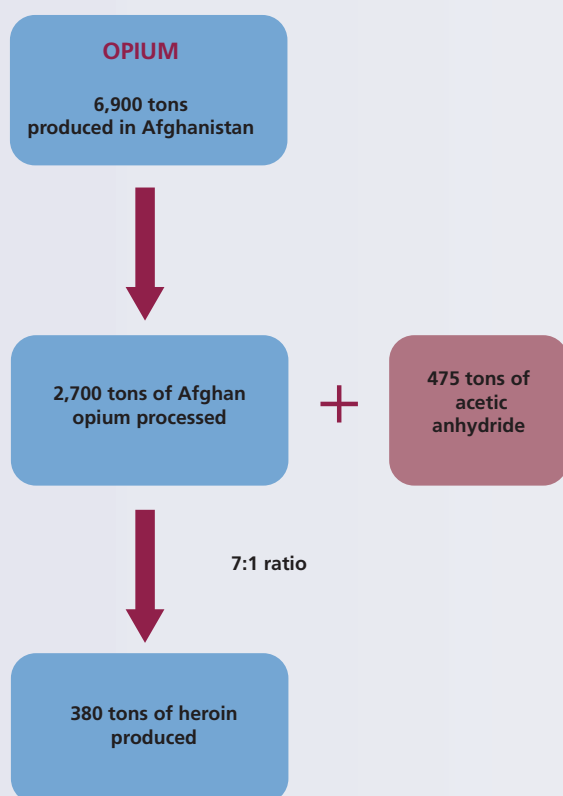 OPIUM
6,900 tons
produced in Afghanistan
2,700 tons of Afghan
opium processed
475 tons of
acetic
anhydride
7:1 ratio
380 tons of heroin
produced